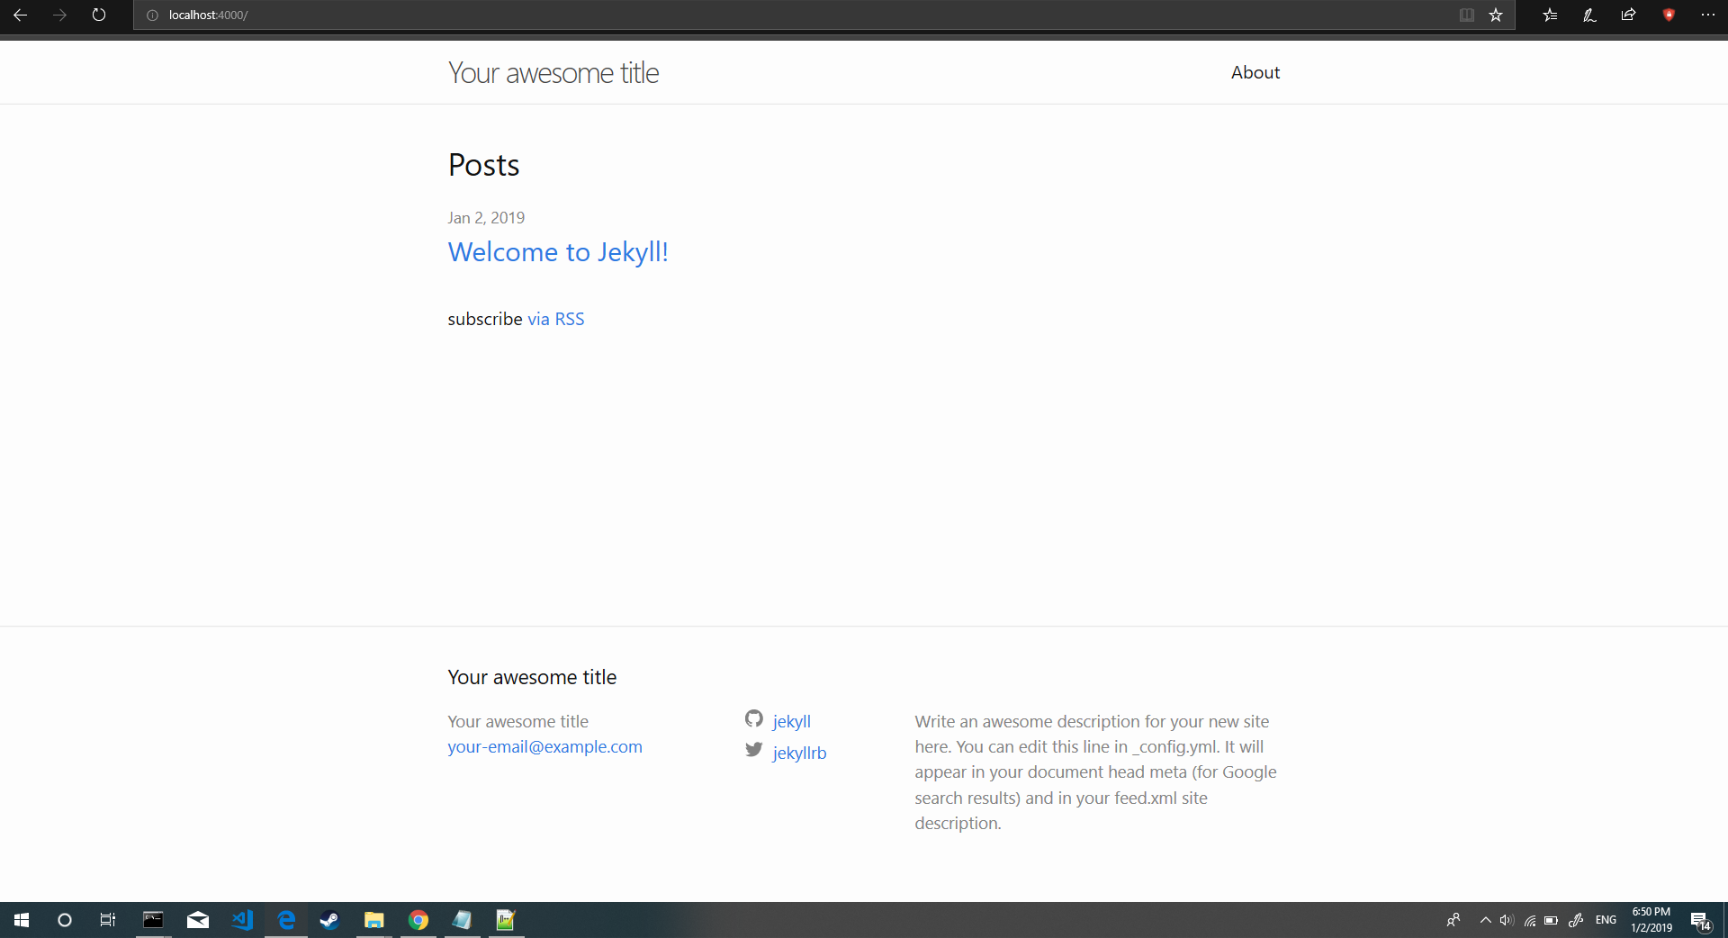 localhost:4000/
Your awesome title
About
Posts
Jan 2, 2019
Welcome to Jekyll!
subscribe via RSS
Your awesome title
Your awesome title
your-email@example.com
jekyll
jekyllrb
Write an awesome description for your new site
here. You can edit this line in _config.yml. It will
appear in your document head meta (for Google
search results) and in your feed.xml site
description.
ENG
6:50 PM
1/2/2019
14